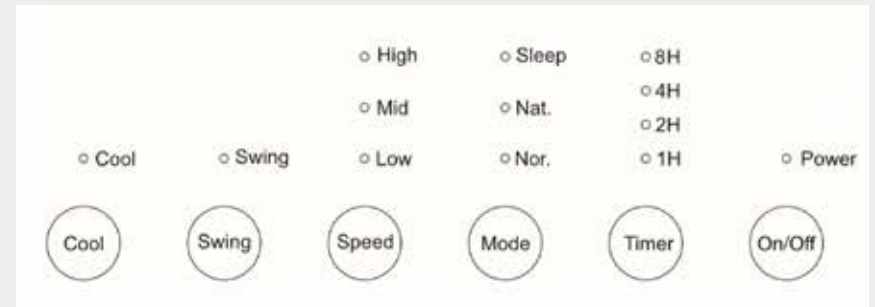 High Sleep 8H
4H
Mid Nat.
2H
Cool Swing Low Nor. 1H Power
Cool Swing Speed Mode Timer On/Off